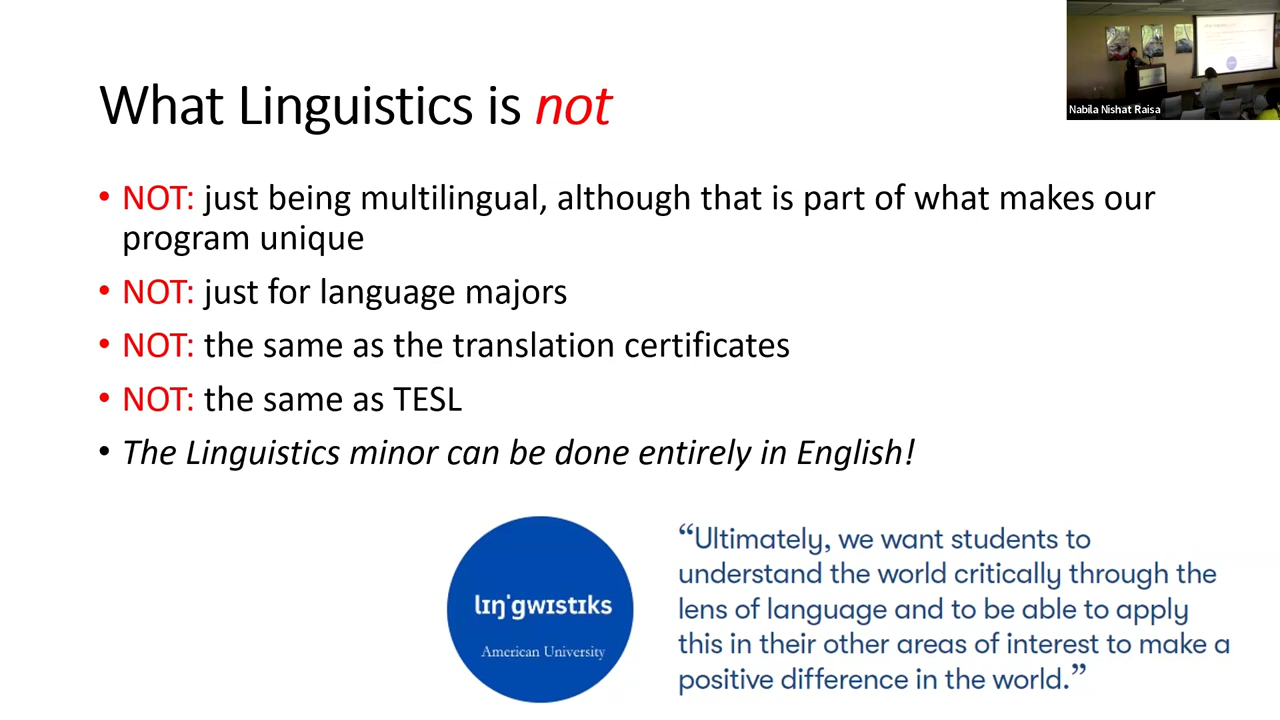 What Linguistics is not
Nabila Nishat Raisa
• NOT: just being multilingual, although that is part of what makes our
program unique
• NOT: just for language majors
• NOT: the same as the translation certificates
• NOT: the same as TESL
• The Linguistics minor can be done entirely in English!
lɪŋˈgwɪstɪks
American University
“Ultimately, we want students to
understand the world critically through the
lens of language and to be able to apply
this in their other areas of interest to make a
positive difference in the world.”